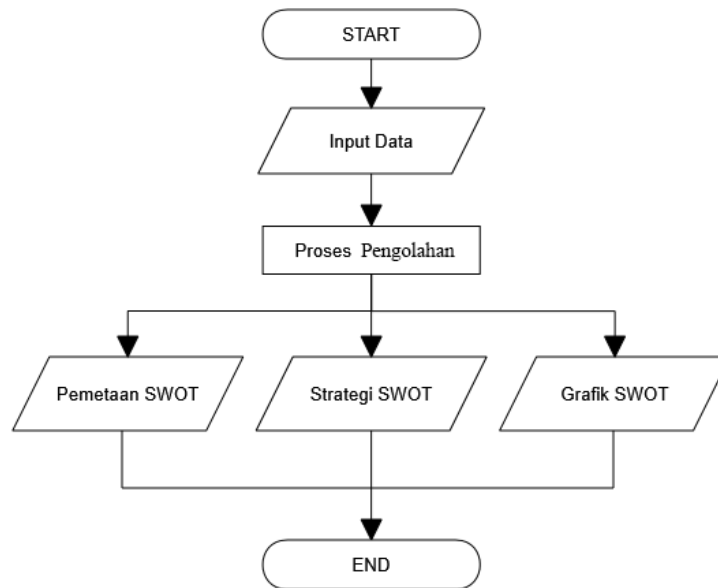 START
Input Data
Proses Pengolahan
Pemetaan SWOT
Strategi SWOT
Grafik SWOT
END